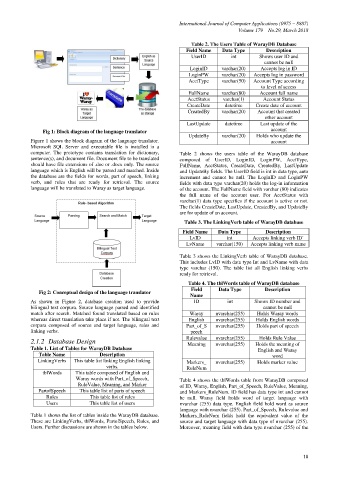 International Journal of Computer Applications (0975 – 8887)
Volume 179 – No.29, March 2018
Fig 1: Block diagram of the language translator
Figure 1 shows the block diagram of the language translator.
Microsoft SQL Server and executable file is installed in a
computer. The prototype contains translation for dictionary,
sentence(s), and document file. Document file to be translated
should have file extensions of .doc or .docx only. The source
language which is English will be parsed and matched. Inside
the database are the fields for words, part of speech, linking
verb, and rules that are ready for retrieval. The source
language will be translated to Waray as target language.
Rule-based Algorithm
Source
Language
Parsing
Search and Match
Target
Language
Bilingual Text
Corpora
Database
Creation
Fig 2: Conceptual design of the language translator
As shown in Figure 2, database creation used to provide
bilingual text corpora. Source language parsed and identified
match after search. Matched found translated based on rules
whereas direct translation take place if not. The bilingual text
corpora composed of source and target language, rules and
linking verbs.
2.1.2 Database Design
Table 1. List of Tables for WarayDB Database
Table Name Description
LinkingVerbs This table list linking English linking
verbs.
tblWords This table composed of English and
Waray words with Part_of_Speech,
RuleValue, Meaning, and Marker
PartofSpeech This table list of parts of speech
Rules This table list of rules
Users This table list of users
Table 1 shows the list of tables inside the WarayDB database.
These are LinkingVerbs, tblWords, PartofSpeech, Rules, and
Users. Further discussions are shown in the tables below.
Table 2. The Users Table of WarayDB Database
Field Name Data Type Description
UserID int Shows user ID and
cannot be null
LoginID varchar(20) Accepts log in ID
LoginPW varchar(20) Accepts log in password
AcctType varchar(50) Account Type according
to level of access
FullName varchar(80) Account full name
AcctStatus varchar(1) Account Status
CreateDate datetime Create date of account
CreatedBy varchar(20) Account that created
other account
LastUpdate datetime Last update of the
account
UpdateBy varchar(20) Holds who update the
account
Table 2 shows the users table of the WarayDB database
composed of UserID, LoginID, LoginPW, AcctType,
FullName, AcctStatus, CreateDate, CreatedBy, LastUpdate
and UpdatedBy fields. The UserID field is int in data type, auto
increment and cannot be null. The LoginID and LoginPW
fields with data type varchar(20) holds the log-in information
of the account. The FullName field with varchar (80) indicates
the full name of the account user. For AcctStatus with
varchar(1) data type specifies if the account is active or not.
The fields CreateDate, LastUpdate, CreatedBy, and UpdatedBy
are for update of an account.
Table 3. The LinkingVerb table of WarayDB database
Field Name Data Type Description
LvID int Accepts linking verb ID
LvName varchar(150) Accepts linking verb name
Table 3 shows the LinkingVerb table of WarayDB database.
This includes LvID with data type int and LvName with data
type varchar (150). The table list all English linking verbs
ready for retrieval.
Table 4. The tblWords table of WarayDB database
Field
Name Data Type Description
ID int Shows ID number and
cannot be null
Waray nvarchar(255) Holds Waray words
English nvarchar(255) Holds English words
Part_of_S
peech nvarchar(255) Holds part of speech
Rulevalue nvarchar(255) Holds Rule value
Meaning nvarchar(255) Holds the meaning of
English and Waray
word
Markers_
RuleNum nvarchar(255) Holds marker value
Table 4 shows the tblWords table from WarayDB composed
of ID, Waray, English, Part_of_Speech, RuleValue, Meaning,
and Markers_RuleNum. ID field has data type int and cannot
be null. Waray field holds word of target language with
nvarchar (255) data type. English field hold word as source
language with nvarchar (255). Part_of_Speech, Rulevalue and
Markers_RuleNum fields hold the equivalent value of the
source and target language with data type of nvarchar (255).
Moreover, meaning field with data type nvarchar (255) of the
18